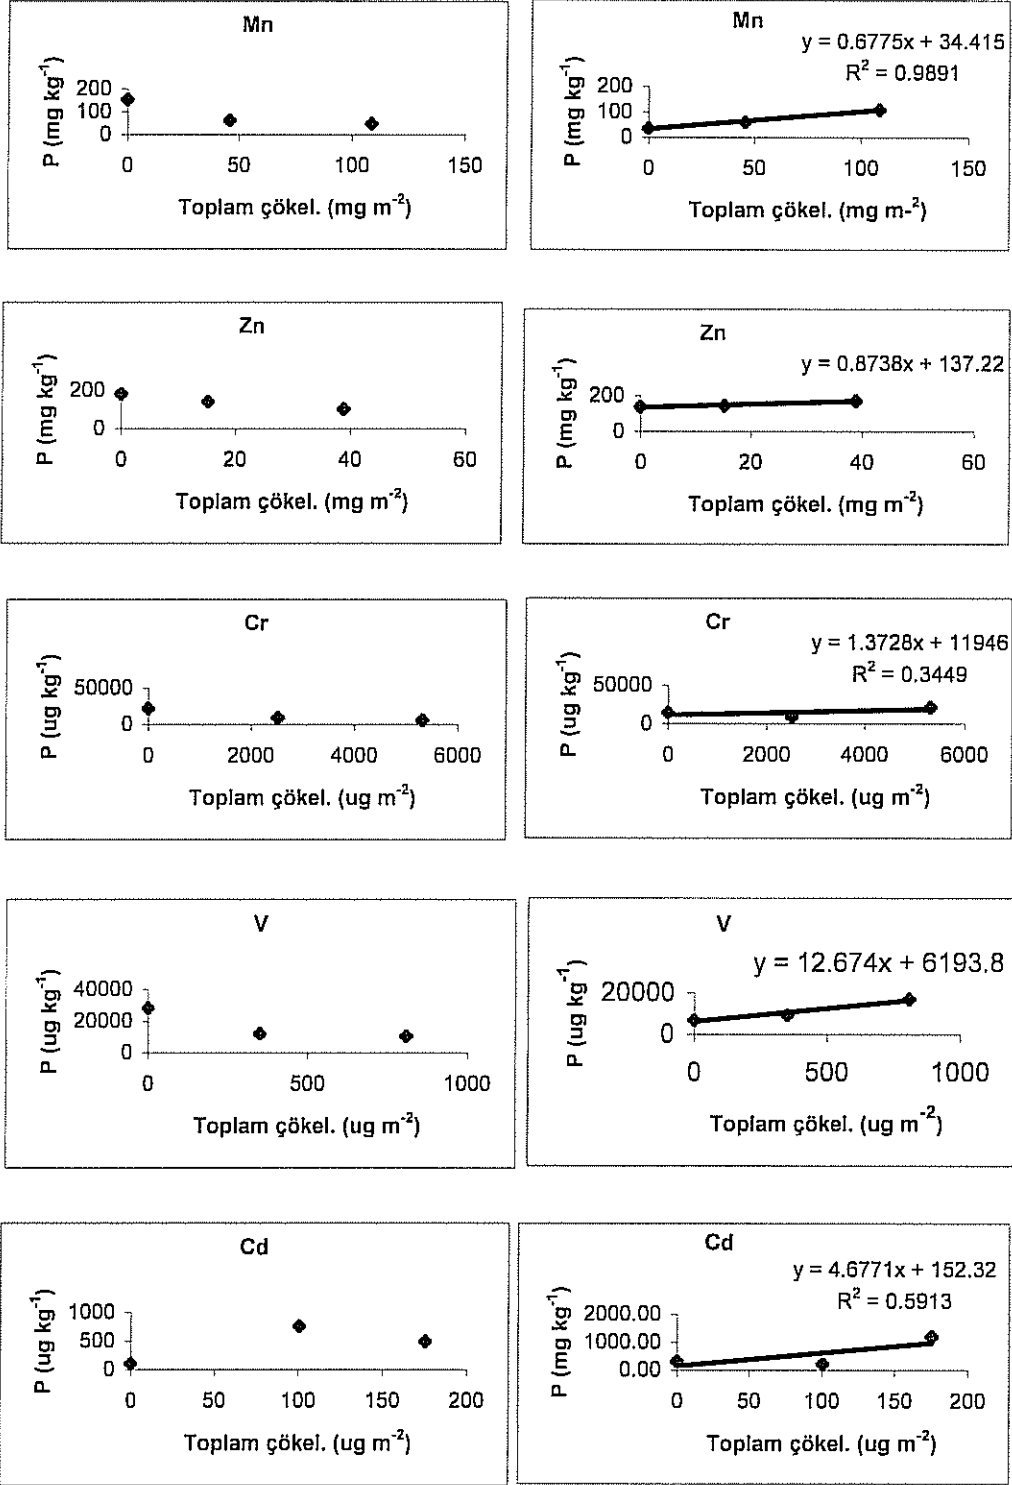 Mn
P (mg kg-1)
200
100
0
0 50 100 150
Toplam çökel. (mg m-2)
Mn
y = 0.6775x + 34.415
R2 = 0.9891
P (mg kg-1)
200
100
0
0 50 100 150
Toplam çökel. (mg m-2)
Zn
P (mg kg-1)
200
0
0 20 40 60
Toplam çökel. (mg m-2)
Zn
y = 0.8738x + 137.22
P (mg kg-1)
200
0
0 20 40 60
Toplam çökel. (mg m-2)
Cr
P (ug kg-1)
50000
0
0 2000 4000 6000
Toplam çökel. (ug m-2)
Cr
y = 1.3728x + 11946
R2 = 0.3449
P (ug kg-1)
50000
0
0 2000 4000 6000
Toplam çökel. (ug m-2)
V
P (ug kg-1)
40000
20000
0
0 500 1000
Toplam çökel. (ug m-2)
V
y = 12.674x + 6193.8
P (ug kg-1)
20000
0
0 500 1000
Toplam çökel. (ug m-2)
Cd
P (ug kg-1)
1000
500
0
0 50 100 150 200
Toplam çökel. (ug m-2)
Cd
y = 4.6771x + 152.32
R2 = 0.5913
P (mg kg-1)
2000.00
1000.00
0.00
0 50 100 150 200
Toplam çökel. (ug m-2)